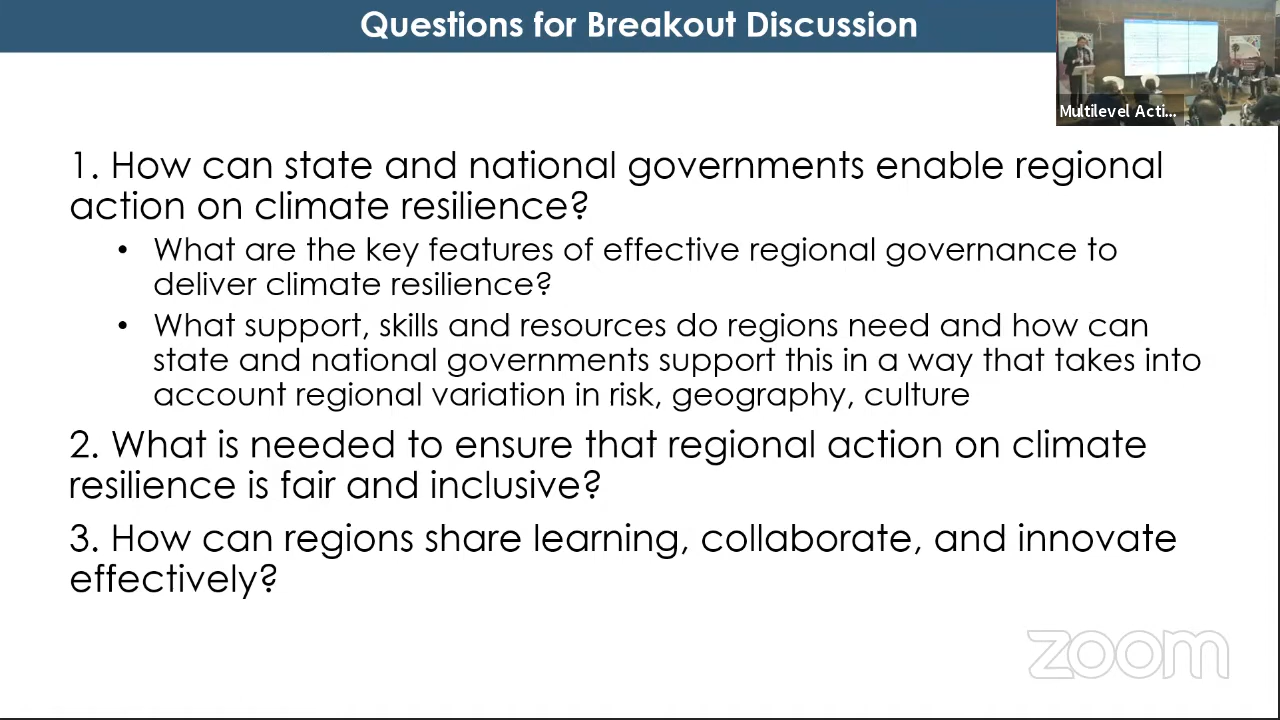 Questions for Breakout Discussion
Multilevel Acti...
1. How can state and national governments enable regional
action on climate resilience?
• What are the key features of effective regional governance to
deliver climate resilience?
• What support, skills and resources do regions need and how can
state and national governments support this in a way that takes into
account regional variation in risk, geography, culture
2. What is needed to ensure that regional action on climate
resilience is fair and inclusive?
3. How can regions share learning, collaborate, and innovate
effectively?
zoom